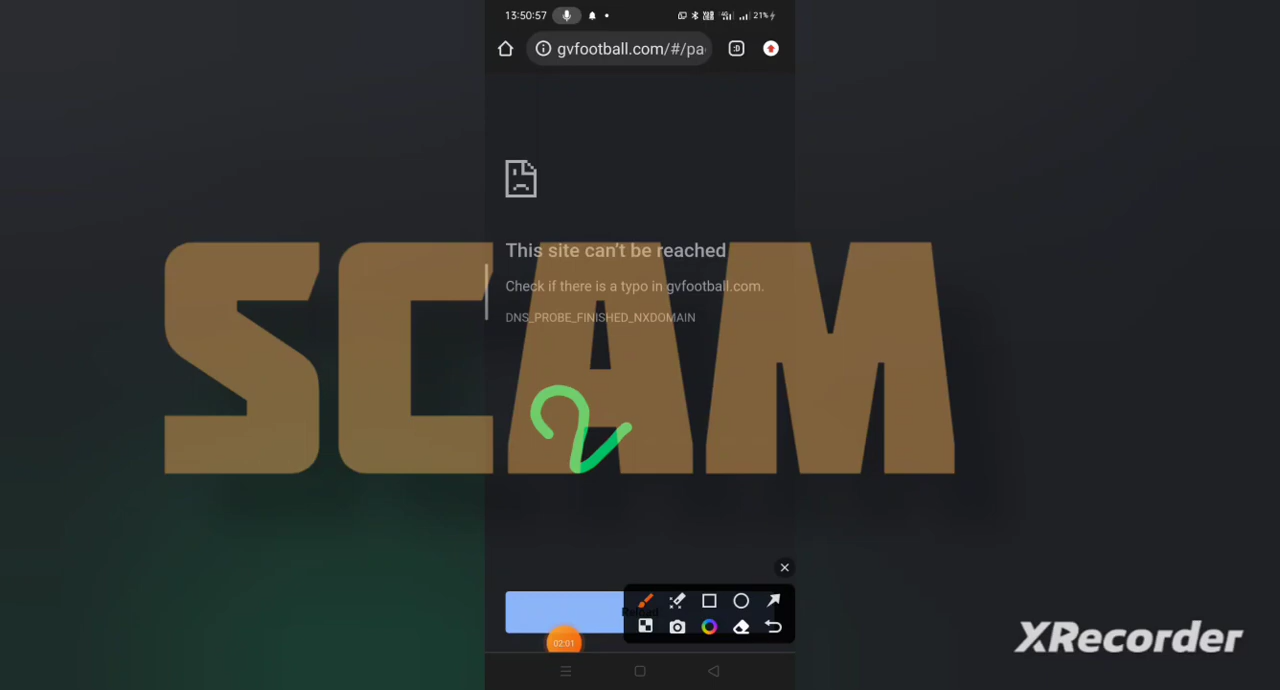 13:50:57
21%
gvfootball.com/#/pa
:D
This site can't be reached
Check if there is a typo in gvfootball.com.
DNS_PROBE_FINISHED_NXDOMAIN
SCAM
02:01
XRecorder